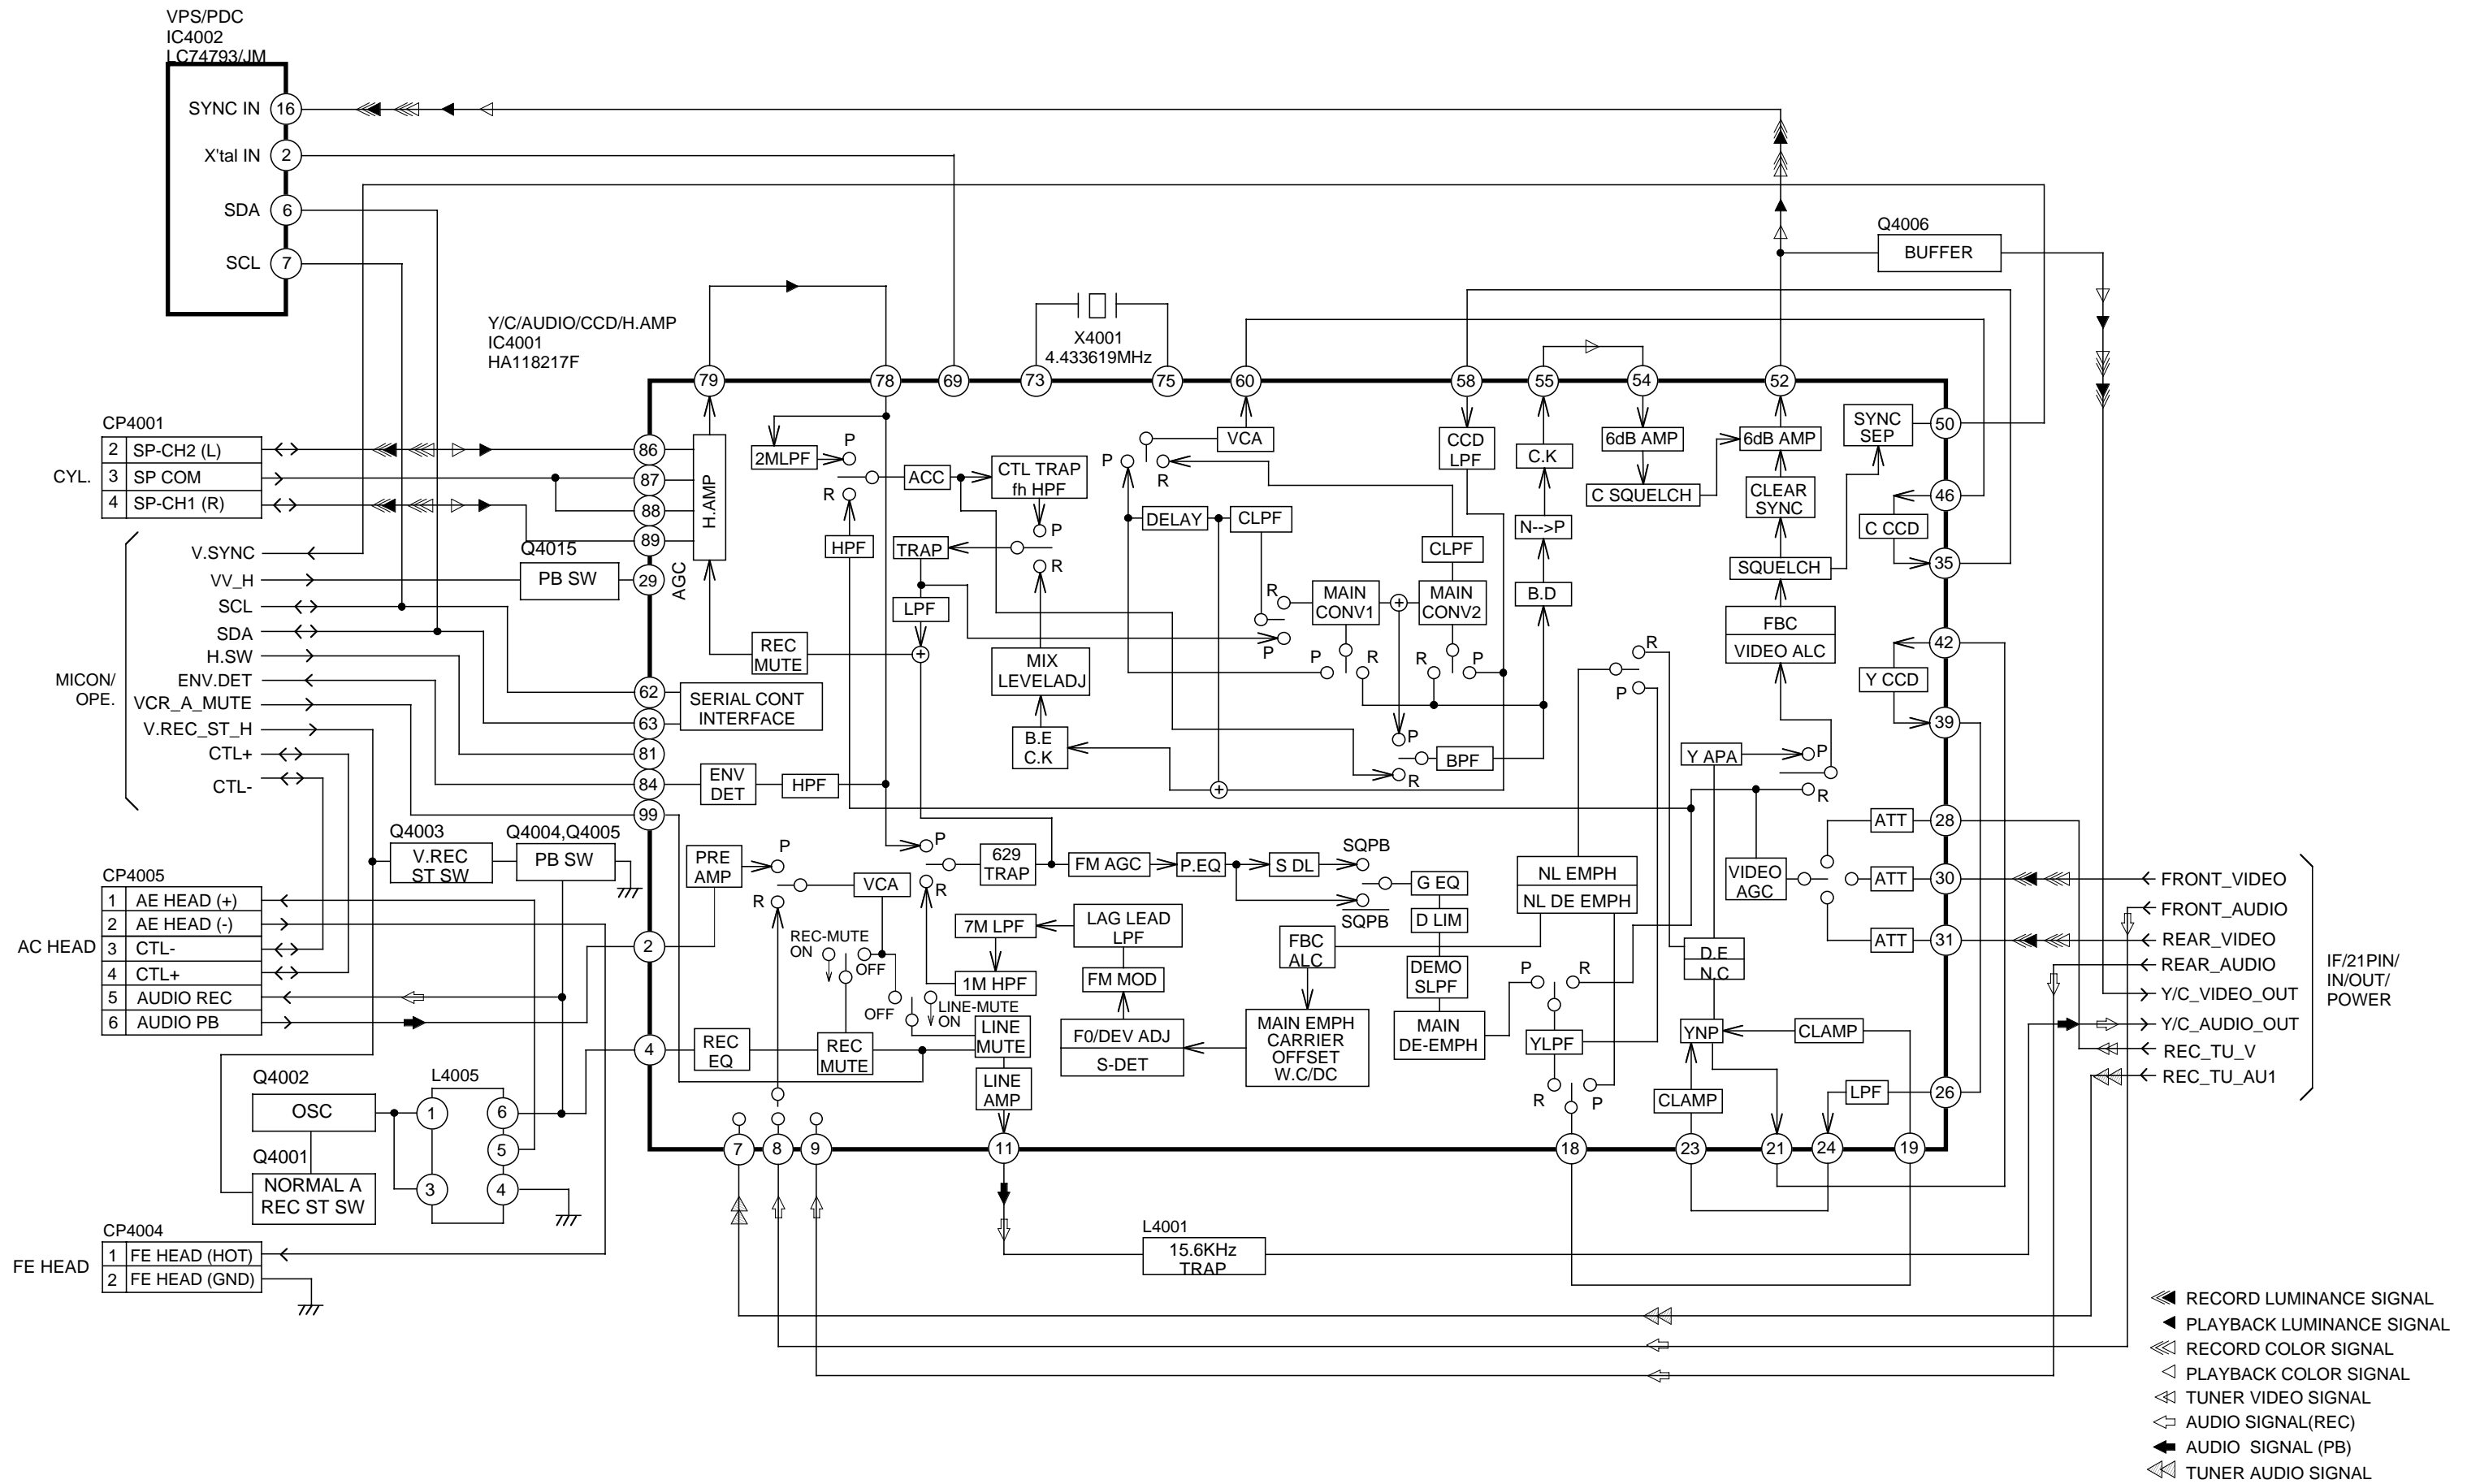 VPS/PDC
IC4002
LC74793/JM
SYNC IN 16
X'tal IN 2
SDA 6
SCL 7
Q4006
BUFFER
Y/C/AUDIO/CCD/H.AMP
IC4001
HA118217F
X4001
4.433619MHz
79
78
69
73
75
60
58
55
54
52
CP4001
CYL.
2 SP-CH2 (L)
3 SP COM
4 SP-CH1 (R)
86
87
88
89
29
H.AMP
AGC
MICON/
OPE.
V.SYNC
VV_H
SCL
SDA
H.SW
ENV.DET
VCR_A_MUTE
V.REC_ST_H
CTL+
CTL-
Q4015
PB SW
62
63
81
84
99
SERIAL CONT
INTERFACE
ENV
DET
HPF
REC
MUTE
2MLPF
P
R
HPF
ACC
CTL TRAP
fh HPF
P
R
TRAP
LPF
+
MIX
LEVELADJ
B.E
C.K
P
R
VCA
DELAY
CLPF
CLPF
R
P
MAIN
CONV1
+
MAIN
CONV2
P
R
R
P
P
R
BPF
+
CCD
LPF
C.K
N-->P
B.D
6dB AMP
C SQUELCH
6dB AMP
CLEAR
SYNC
SQUELCH
FBC
VIDEO ALC
SYNC
SEP
C CCD
Y CCD
50
46
35
42
39
28
30
31
26
R
P
Y APA
P
R
ATT
ATT
ATT
VIDEO
AGC
Q4003
V.REC
ST SW
Q4004,Q4005
PB SW
CP4005
AC HEAD
1 AE HEAD (+)
2 AE HEAD (-)
3 CTL-
4 CTL+
5 AUDIO REC
6 AUDIO PB
2
4
PRE
AMP
P
R
VCA
REC-MUTE
ON
OFF
OFF
LINE-MUTE
ON
REC
EQ
REC
MUTE
LINE
MUTE
LINE
AMP
P
R
629
TRAP
FM AGC
P.EQ
S DL
SQPB
SQPB
G EQ
D LIM
DEMO
SLPF
MAIN
DE-EMPH
7M LPF
LAG LEAD
LPF
1M HPF
FM MOD
F0/DEV ADJ
S-DET
FBC
ALC
MAIN EMPH
CARRIER
OFFSET
W.C/DC
NL EMPH
NL DE EMPH
P
R
YLPF
R
P
D.E
N.C
YNP
CLAMP
CLAMP
LPF
7
8
9
11
18
23
21
24
19
Q4002
OSC
Q4001
NORMAL A
REC ST SW
L4005
1
3
6
5
4
CP4004
FE HEAD
1 FE HEAD (HOT)
2 FE HEAD (GND)
L4001
15.6KHz
TRAP
FRONT_VIDEO
FRONT_AUDIO
REAR_VIDEO
REAR_AUDIO
Y/C_VIDEO_OUT
Y/C_AUDIO_OUT
REC_TU_V
REC_TU_AU1
IF/21PIN/
IN/OUT/
POWER
RECORD LUMINANCE SIGNAL
PLAYBACK LUMINANCE SIGNAL
RECORD COLOR SIGNAL
PLAYBACK COLOR SIGNAL
TUNER VIDEO SIGNAL
AUDIO SIGNAL(REC)
AUDIO SIGNAL (PB)
TUNER AUDIO SIGNAL